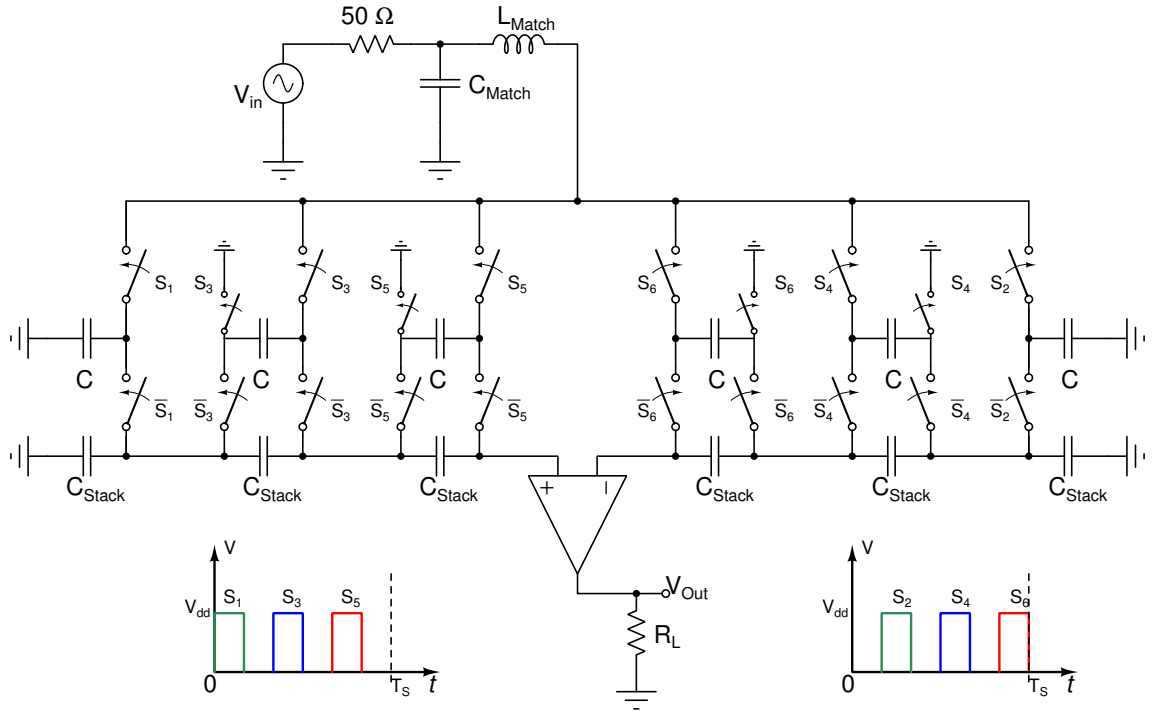 50 Ω
L_Match
C_Match
V_in
S_1
S_3
S_3
S_5
S_5
S_6
S_6
S_4
S_4
S_2
C
C
C
C
C
C
S̅_1
S̅_3
S̅_3
S̅_5
S̅_5
S̅_6
S̅_6
S̅_4
S̅_4
S̅_2
C_Stack
C_Stack
C_Stack
C_Stack
C_Stack
C_Stack
+
−
V_Out
R_L
V
V_dd
S_1
S_3
S_5
0
T_S
t
V
V_dd
S_2
S_4
S_6
0
T_S
t